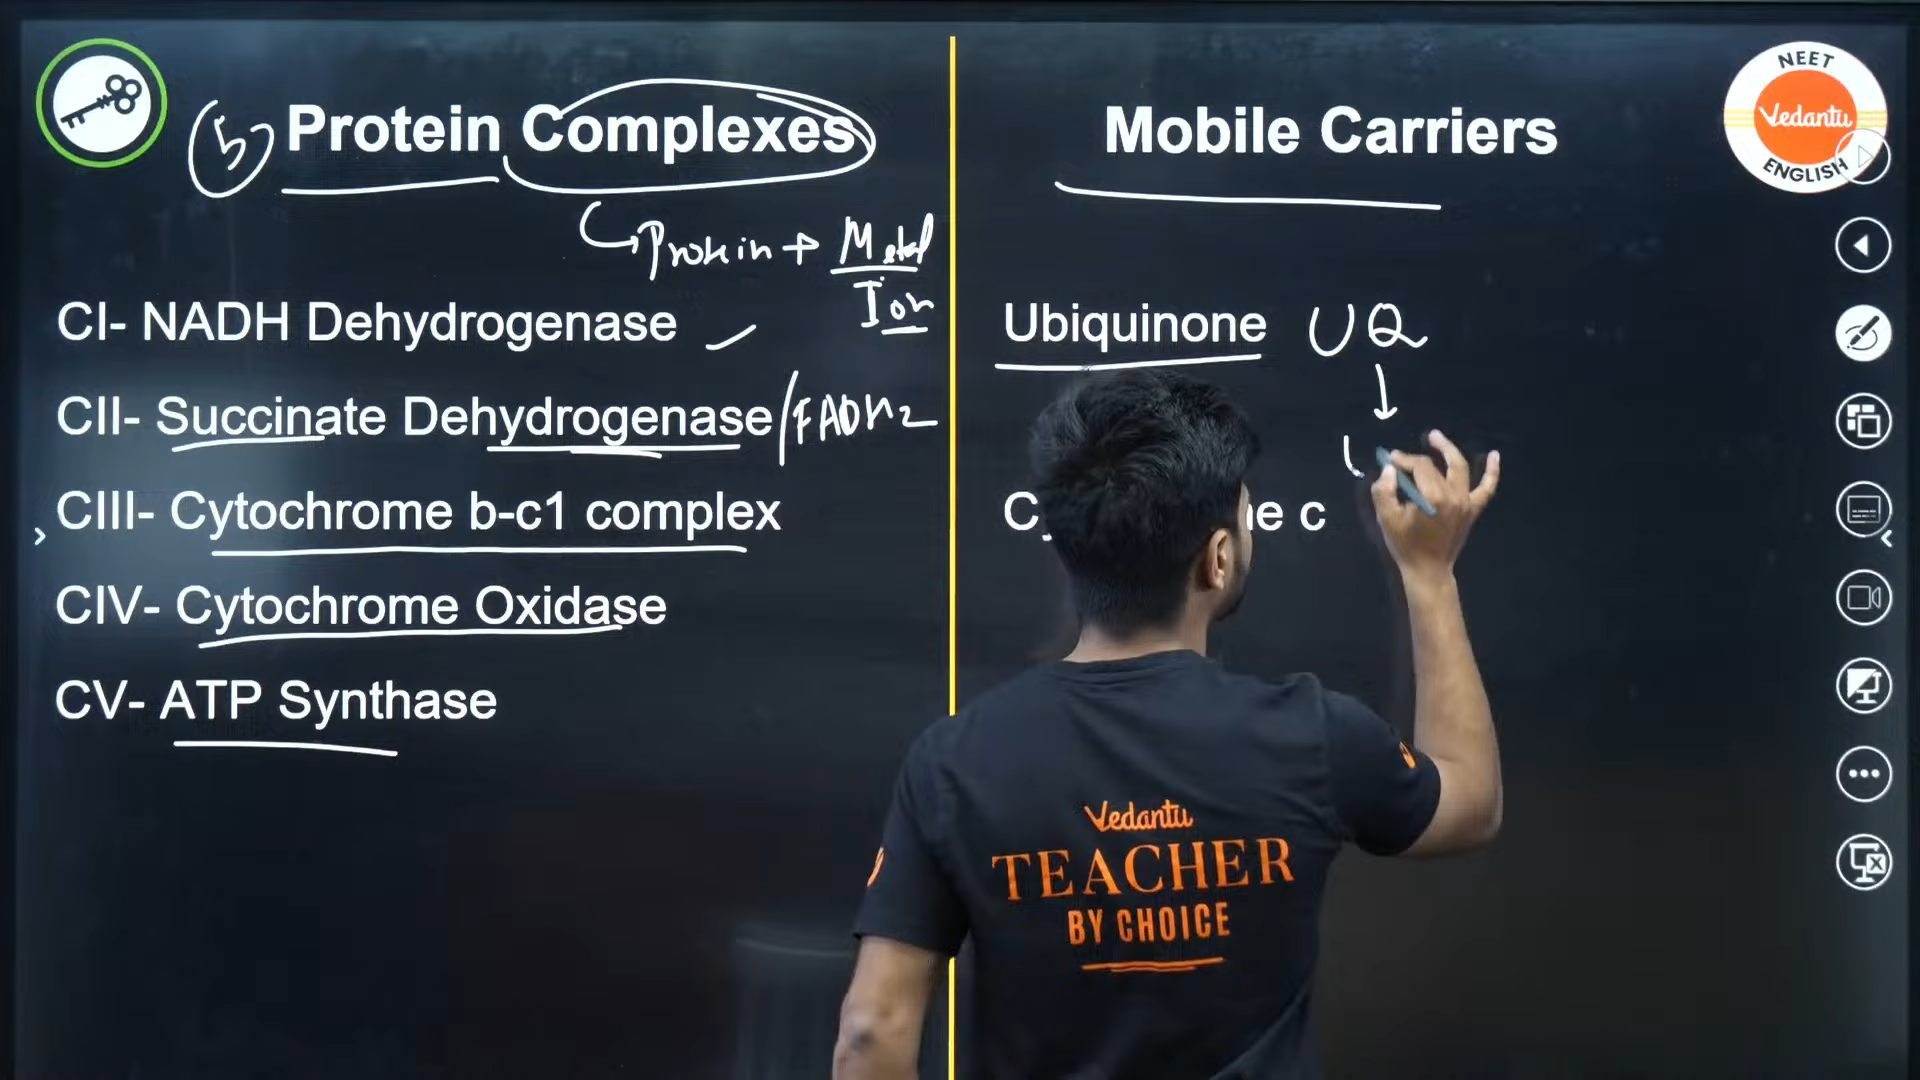 5 Protein Complexes
Protein + Metal
Ion
CI- NADH Dehydrogenase
CII- Succinate Dehydrogenase/FADH2
CIII- Cytochrome b-c1 complex
CIV- Cytochrome Oxidase
CV- ATP Synthase
Mobile Carriers
Ubiquinone UQ
c
NEET
Vedantu
ENGLISH
Vedantu
TEACHER
BY CHOICE